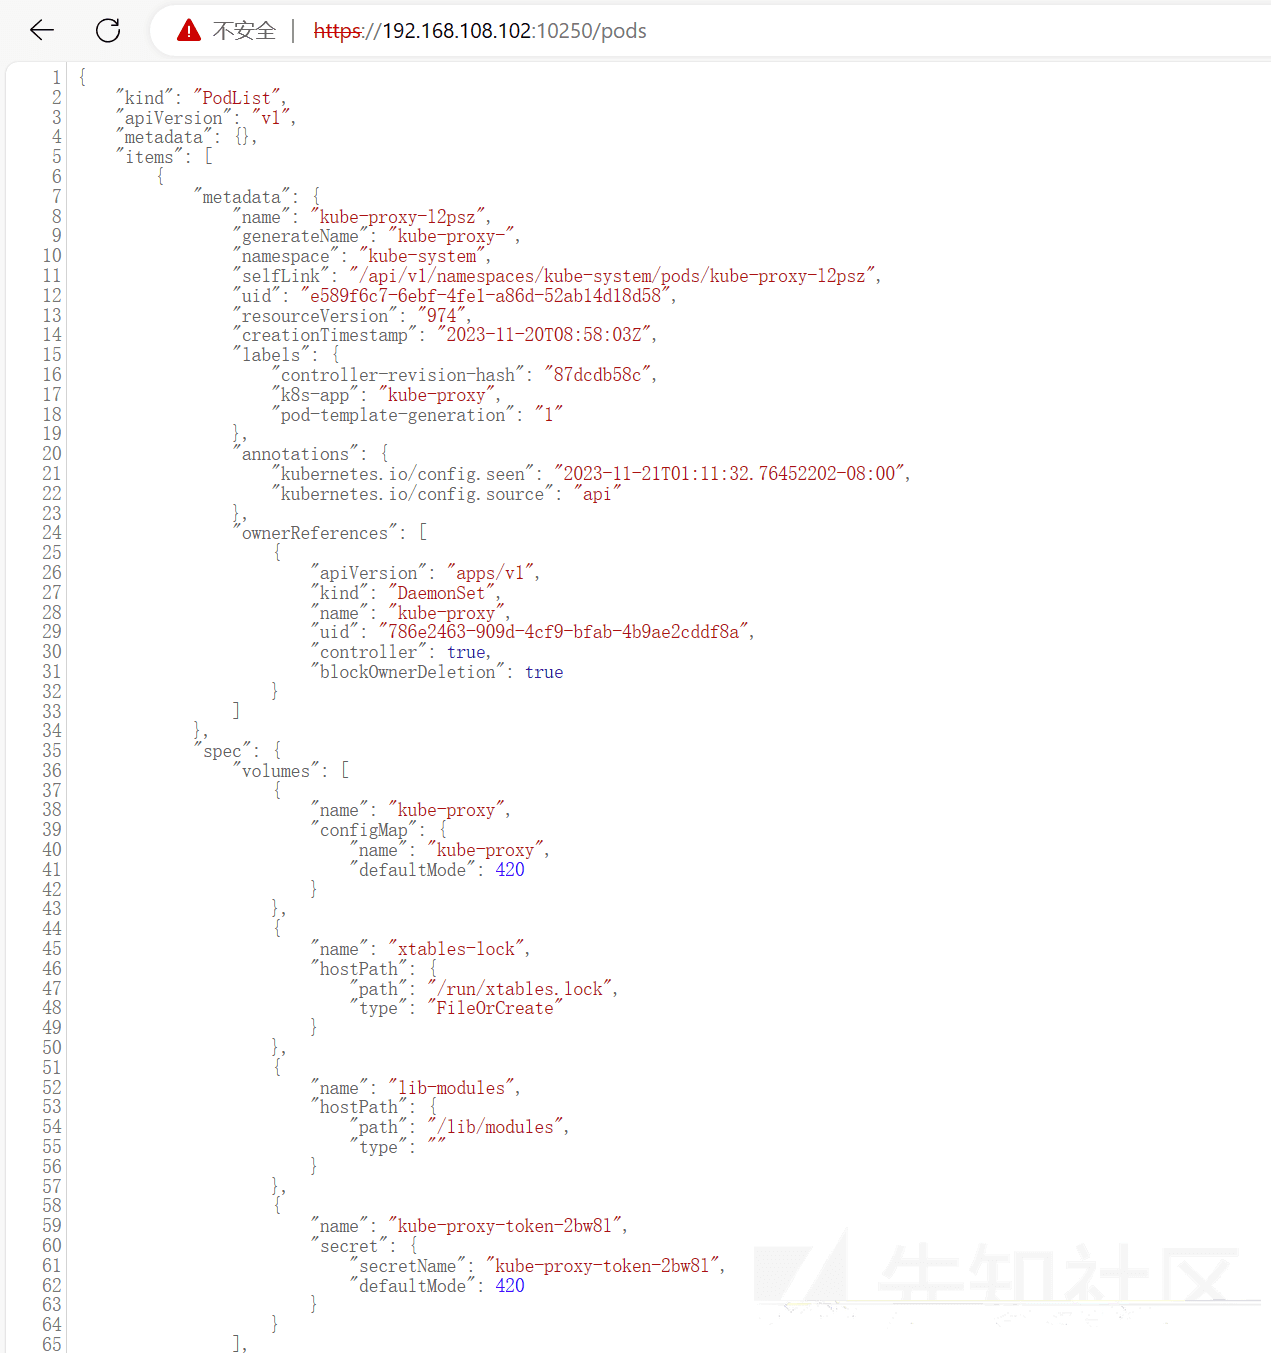 不安全 | https://192.168.108.102:10250/pods
1 {
2 "kind": "PodList",
3 "apiVersion": "v1",
4 "metadata": {},
5 "items": [
6 {
7 "metadata": {
8 "name": "kube-proxy-l2psz",
9 "generateName": "kube-proxy-",
10 "namespace": "kube-system",
11 "selfLink": "/api/v1/namespaces/kube-system/pods/kube-proxy-l2psz",
12 "uid": "e589f6c7-6ebf-4fe1-a86d-52ab14d18d58",
13 "resourceVersion": "974",
14 "creationTimestamp": "2023-11-20T08:58:03Z",
15 "labels": {
16 "controller-revision-hash": "87dcdb58c",
17 "k8s-app": "kube-proxy",
18 "pod-template-generation": "1"
19 },
20 "annotations": {
21 "kubernetes.io/config.seen": "2023-11-21T01:11:32.76452202-08:00",
22 "kubernetes.io/config.source": "api"
23 },
24 "ownerReferences": [
25 {
26 "apiVersion": "apps/v1",
27 "kind": "DaemonSet",
28 "name": "kube-proxy",
29 "uid": "786e2463-909d-4cf9-bfab-4b9ae2cddf8a",
30 "controller": true,
31 "blockOwnerDeletion": true
32 }
33 ]
34 },
35 "spec": {
36 "volumes": [
37 {
38 "name": "kube-proxy",
39 "configMap": {
40 "name": "kube-proxy",
41 "defaultMode": 420
42 }
43 },
44 {
45 "name": "xtables-lock",
46 "hostPath": {
47 "path": "/run/xtables.lock",
48 "type": "FileOrCreate"
49 }
50 },
51 {
52 "name": "lib-modules",
53 "hostPath": {
54 "path": "/lib/modules",
55 "type": ""
56 }
57 },
58 {
59 "name": "kube-proxy-token-2bw8l",
60 "secret": {
61 "secretName": "kube-proxy-token-2bw8l",
62 "defaultMode": 420
63 }
64 }
65 ],
先知社区